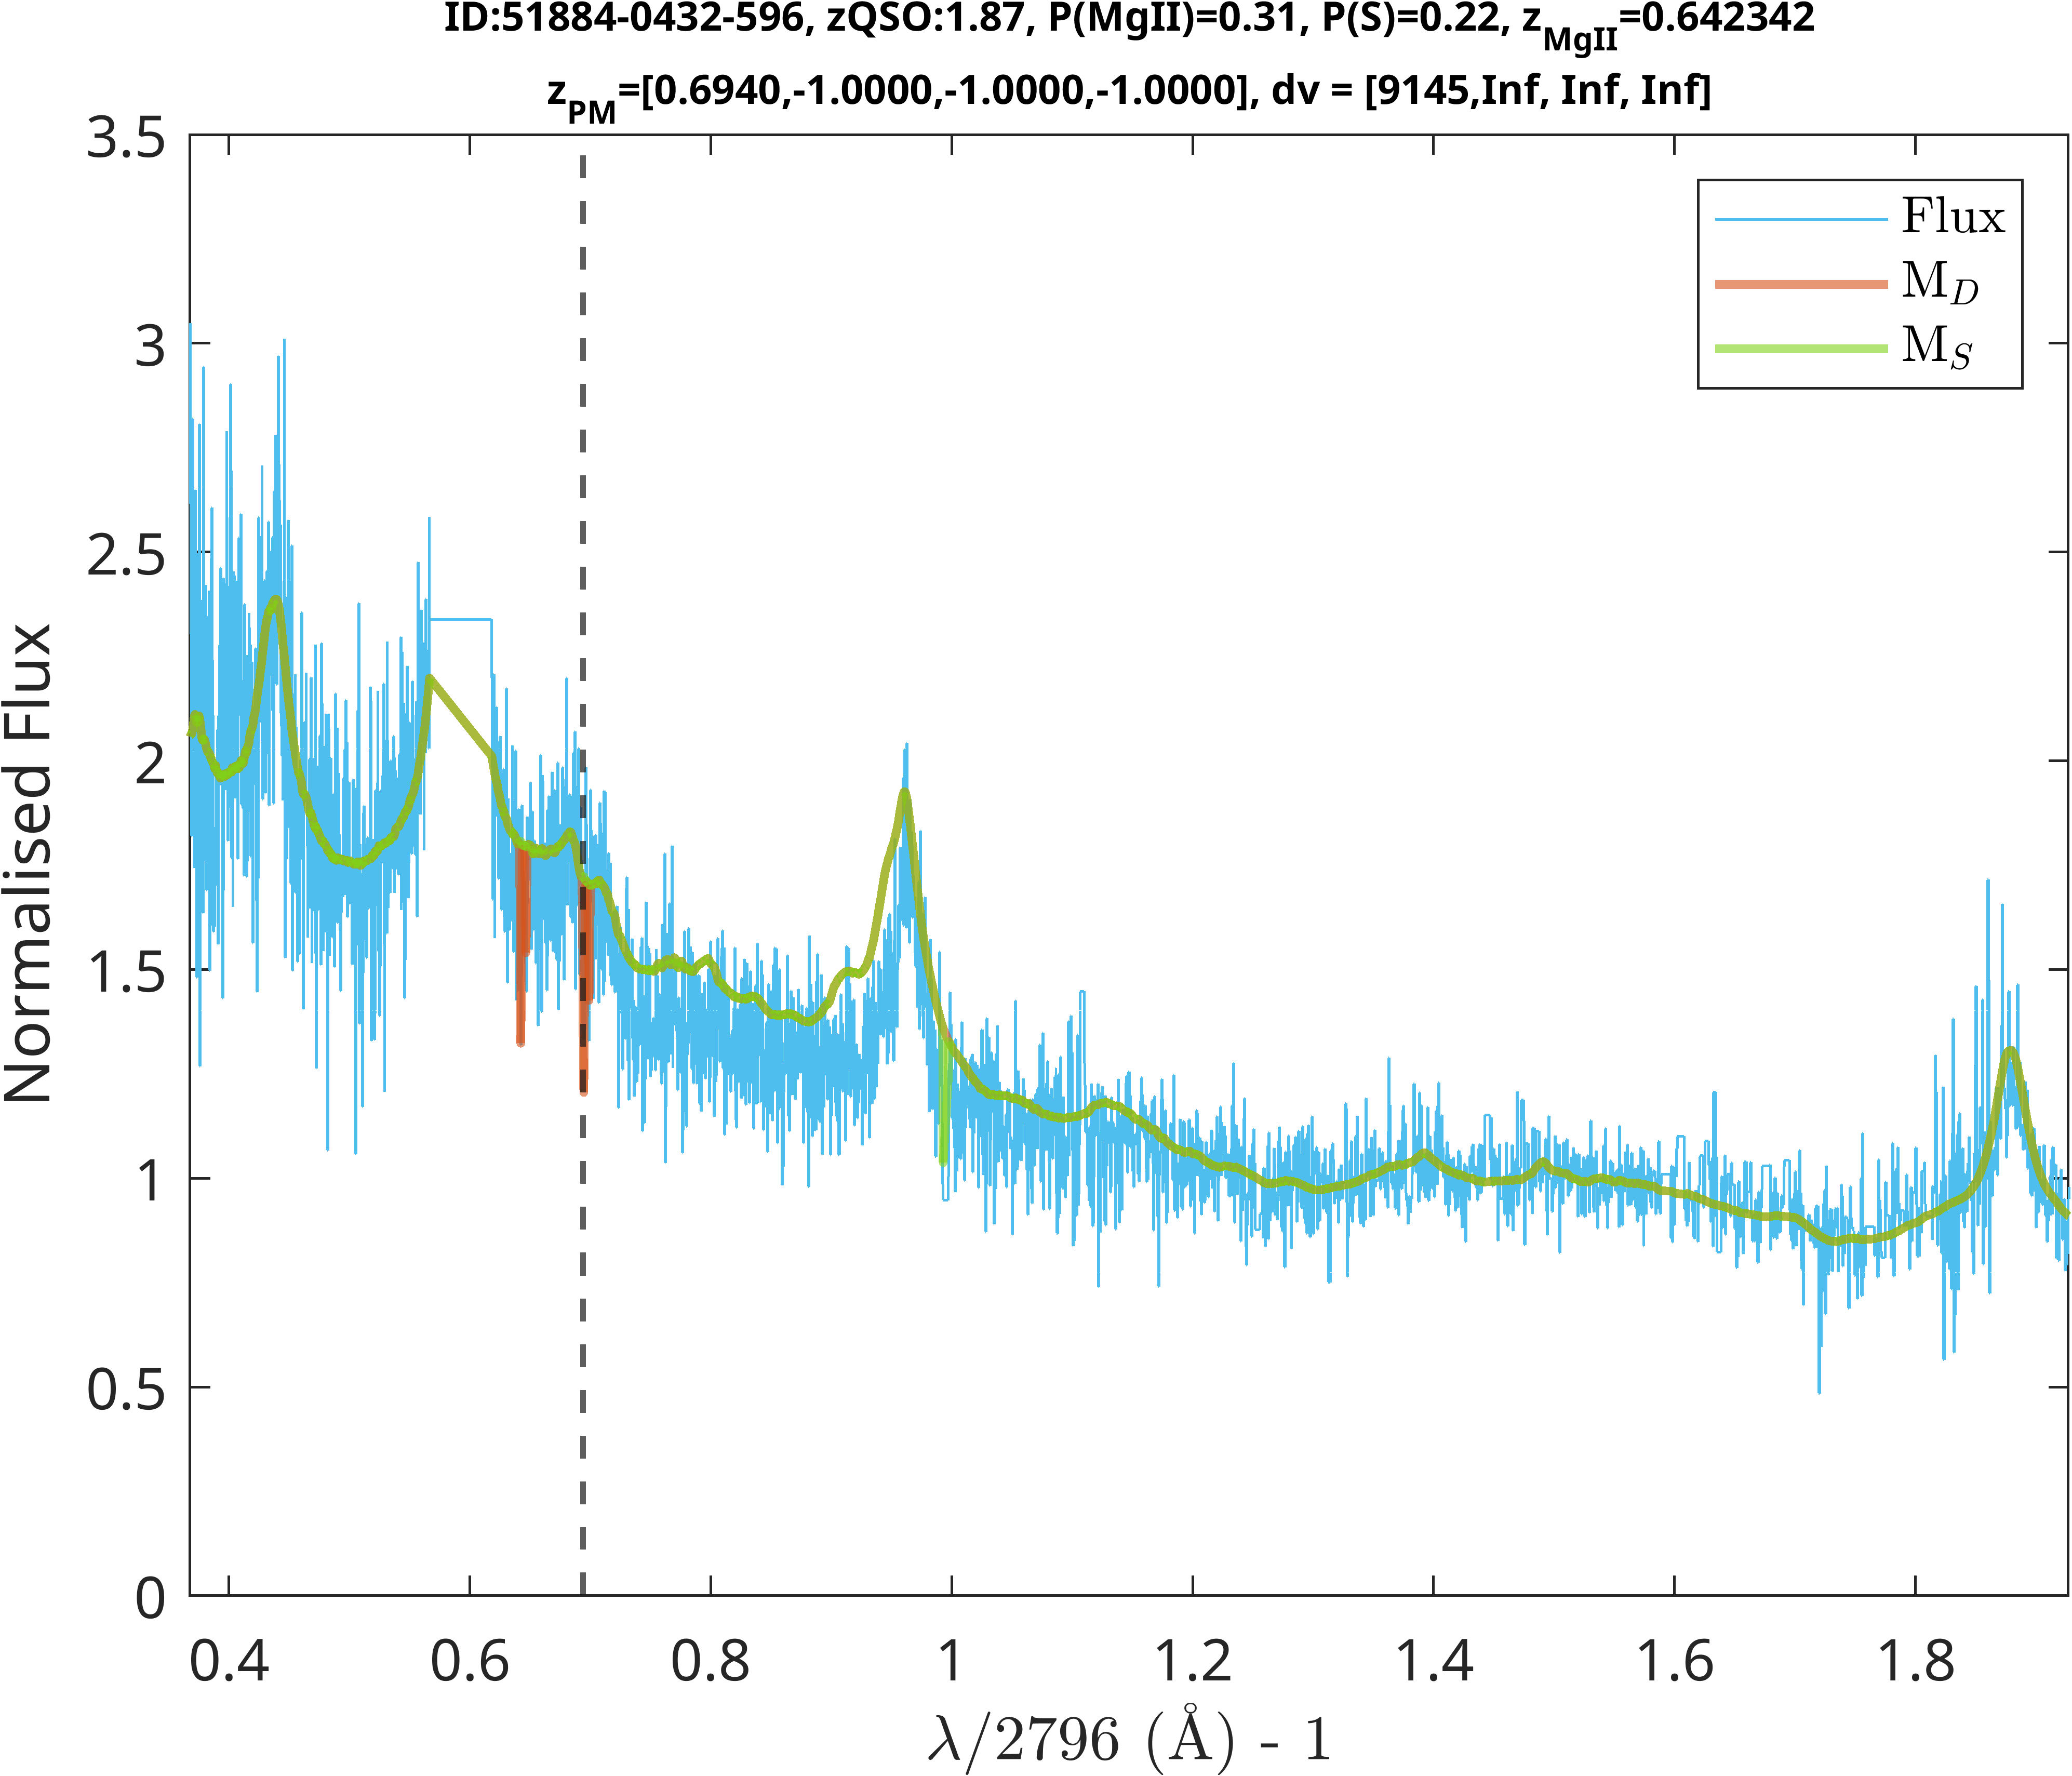 ID:51884-0432-596, zQSO:1.87, P(MgII)=0.31, P(S)=0.22, zMgII=0.642342
zPM=[0.6940,-1.0000,-1.0000,-1.0000], dv = [9145,Inf, Inf, Inf]
3.5
3
2.5
2
1.5
1
0.5
0
Normalised Flux
Flux
MD
MS
0.4 0.6 0.8 1 1.2 1.4 1.6 1.8
λ/2796 (Å) - 1